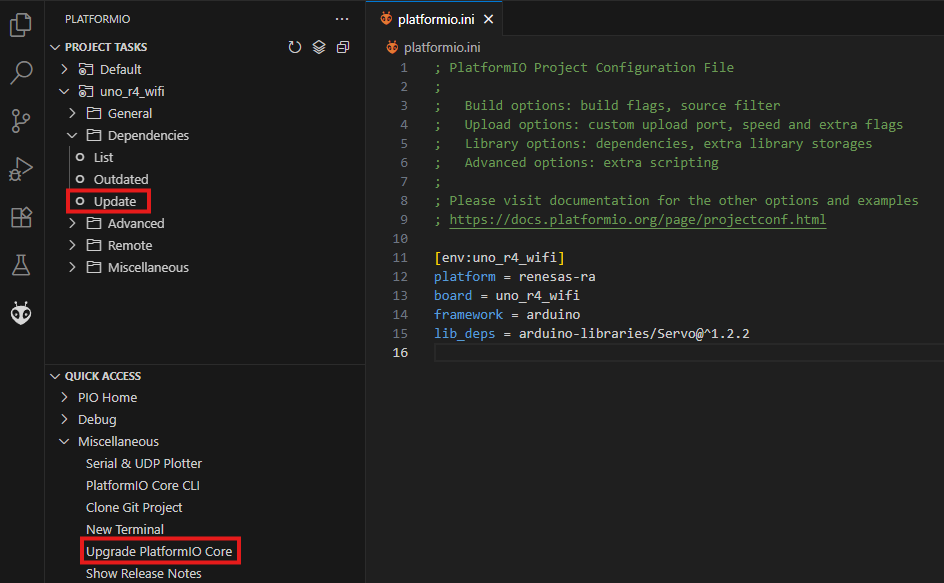 PLATFORMIO
PROJECT TASKS
Default
uno_r4_wifi
General
Dependencies
List
Outdated
Update
Advanced
Remote
Miscellaneous
QUICK ACCESS
PIO Home
Debug
Miscellaneous
Serial & UDP Plotter
PlatformIO Core CLI
Clone Git Project
New Terminal
Upgrade PlatformIO Core
Show Release Notes
platformio.ini
platformio.ini
1 ; PlatformIO Project Configuration File
2 ;
3 ;   Build options: build flags, source filter
4 ;   Upload options: custom upload port, speed and extra flags
5 ;   Library options: dependencies, extra library storages
6 ;   Advanced options: extra scripting
7 ;
8 ; Please visit documentation for the other options and examples
9 ; https://docs.platformio.org/page/projectconf.html
10
11 [env:uno_r4_wifi]
12 platform = renesas-ra
13 board = uno_r4_wifi
14 framework = arduino
15 lib_deps = arduino-libraries/Servo@^1.2.2
16